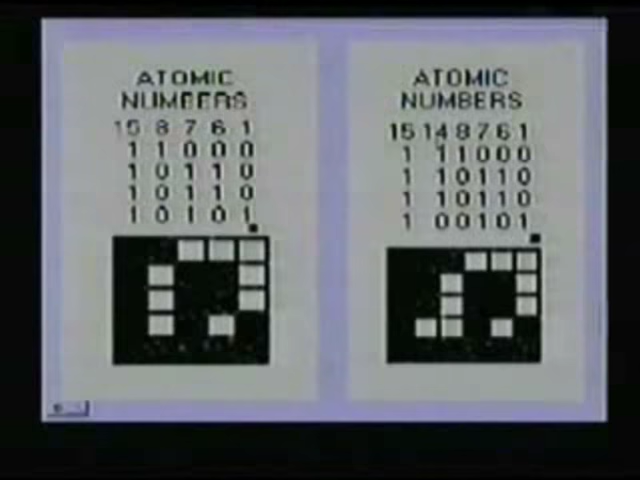 ATOMIC
NUMBERS
15 8 7 6 1
1 1 0 0 0
1 0 1 1 0
1 0 1 1 0
1 0 1 0 1
ATOMIC
NUMBERS
15 14 8 7 6 1
1 1 1 0 0 0
1 1 0 1 1 0
1 1 0 1 1 0
1 0 0 1 0 1